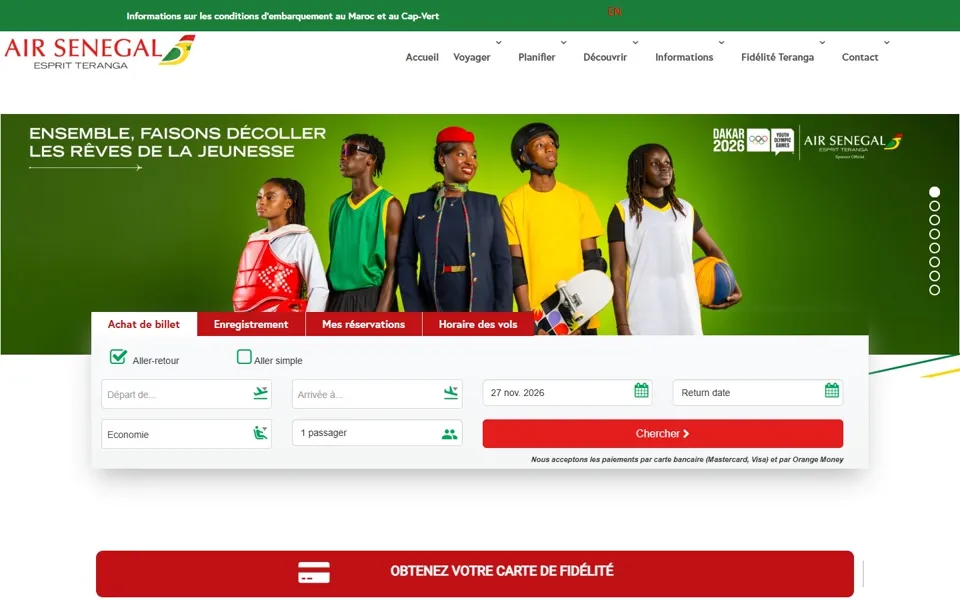 Informations sur les conditions d'embarquement au Maroc et au Cap-Vert
EN
AIR SENEGAL
ESPRIT TERANGA
Accueil Voyager Planifier Découvrir Informations Fidélité Teranga Contact
ENSEMBLE, FAISONS DÉCOLLER
LES RÊVES DE LA JEUNESSE
DAKAR
2026
YOUTH
OLYMPIC
GAMES
AIR SENEGAL
ESPRIT TERANGA
Sponsor Officiel
Achat de billet Enregistrement Mes réservations Horaire des vols
Aller-retour Aller simple
Départ de... Arrivée à... 27 nov. 2026 Return date
Economie 1 passager Chercher
Nous acceptons les paiements par carte bancaire (Mastercard, Visa) et par Orange Money
OBTENEZ VOTRE CARTE DE FIDÉLITÉ